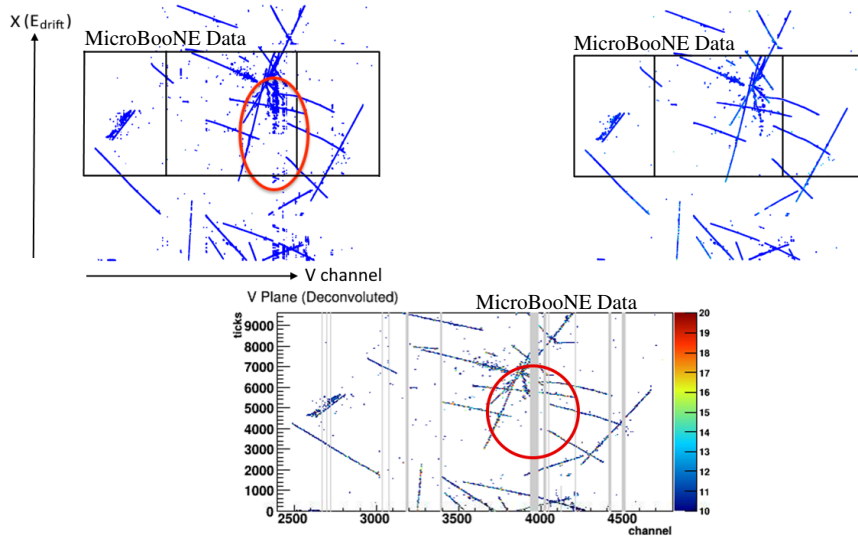 X (E_drift)
MicroBooNE Data
MicroBooNE Data
V channel
V Plane (Deconvoluted)
MicroBooNE Data
ticks
9000
8000
7000
6000
5000
4000
3000
2000
1000
0
2500 3000 3500 4000 4500
channel
20
19
18
17
16
15
14
13
12
11
10